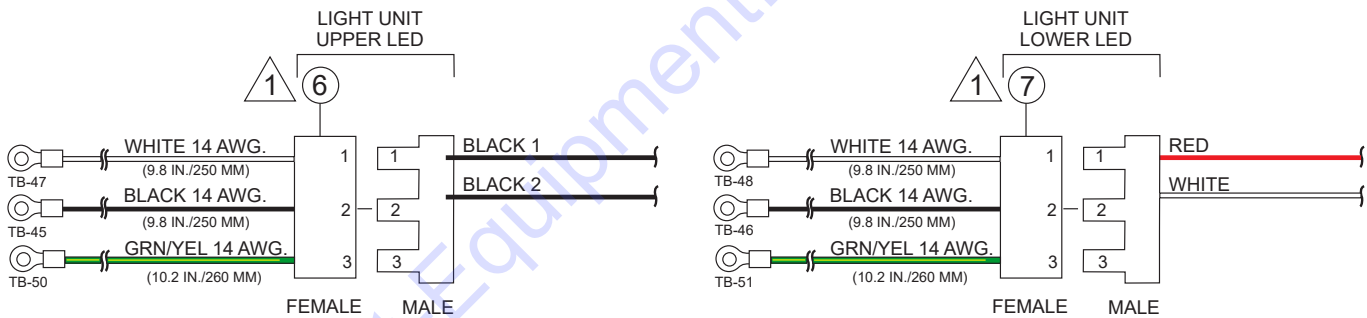 LIGHT UNIT
UPPER LED
1
6
WHITE 14 AWG.
(9.8 IN./250 MM)
TB-47
BLACK 14 AWG.
(9.8 IN./250 MM)
TB-45
GRN/YEL 14 AWG.
(10.2 IN./260 MM)
TB-50
1
2
3
1
2
3
BLACK 1
BLACK 2
FEMALE
MALE
LIGHT UNIT
LOWER LED
1
7
WHITE 14 AWG.
(9.8 IN./250 MM)
TB-48
BLACK 14 AWG.
(9.8 IN./250 MM)
TB-46
GRN/YEL 14 AWG.
(10.2 IN./260 MM)
TB-51
1
2
3
1
2
3
RED
WHITE
FEMALE
MALE
Equipment